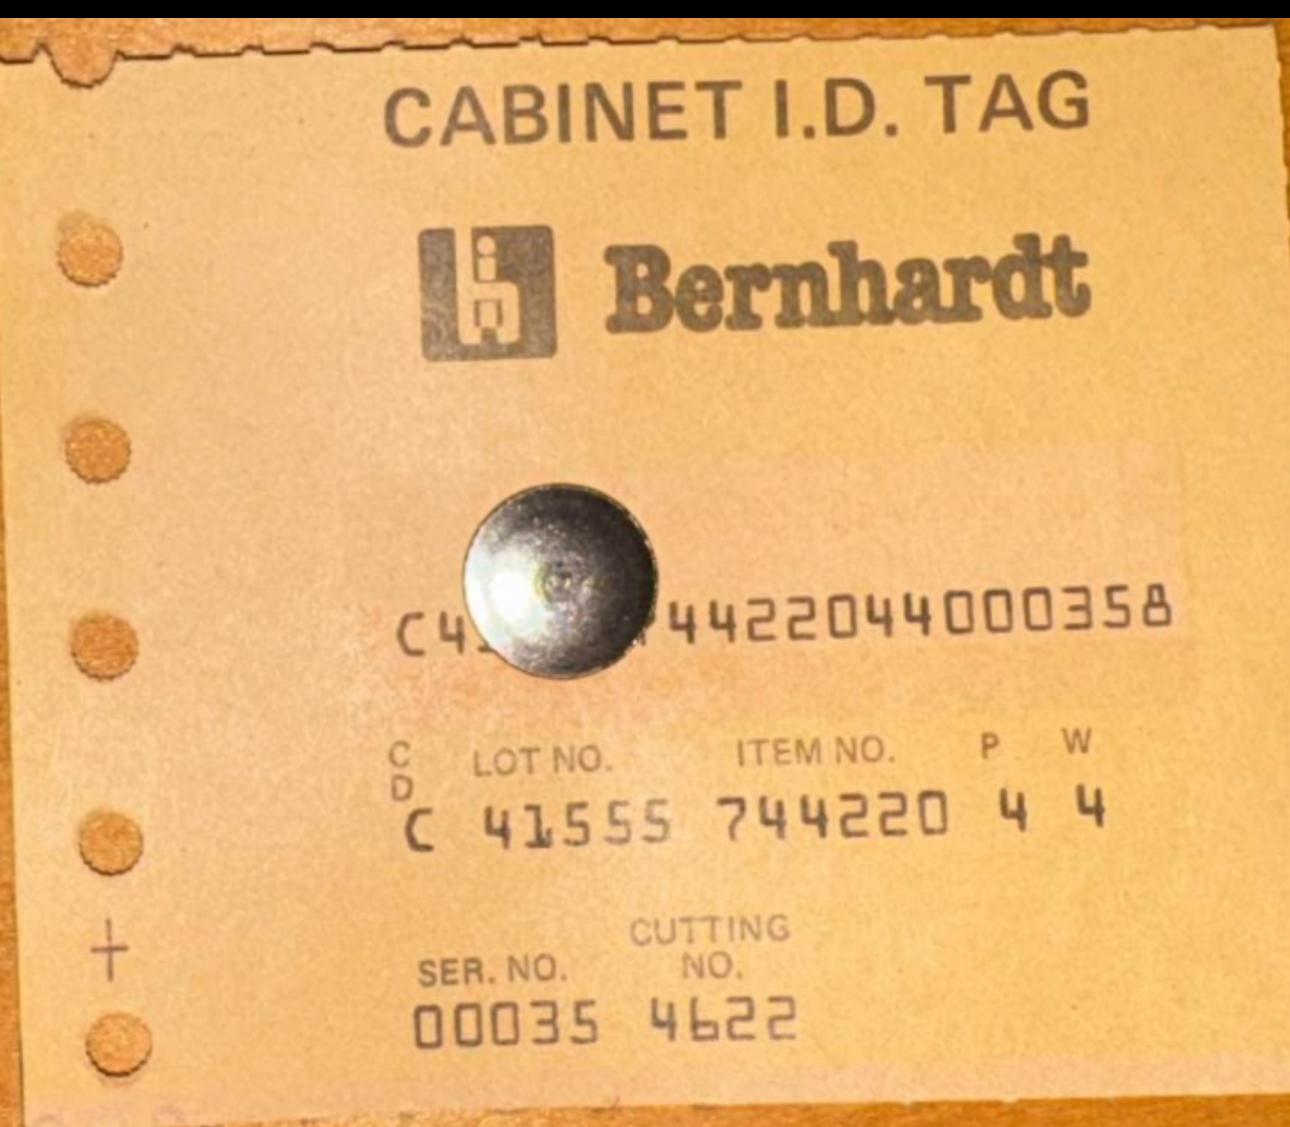 CABINET I.D. TAG
Bernhardt
C4 4422044000358
C
D LOT NO. ITEM NO. P W
C 41555 744220 4 4
CUTTING
SER. NO. NO.
00035 4622